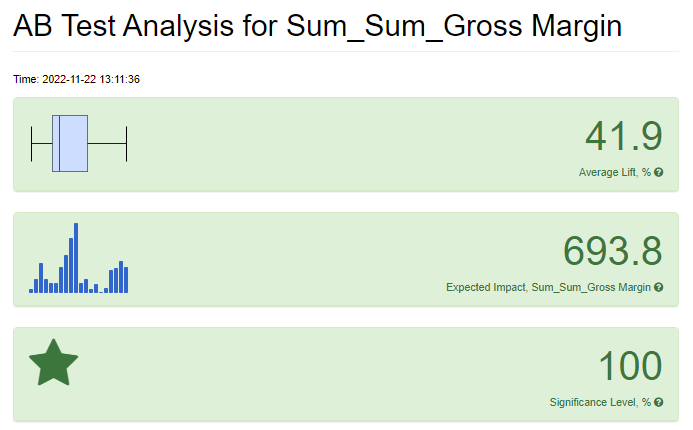 AB Test Analysis for Sum_Sum_Gross Margin
Time: 2022-11-22 13:11:36
41.9
Average Lift, %
693.8
Expected Impact, Sum_Sum_Gross Margin
100
Significance Level, %